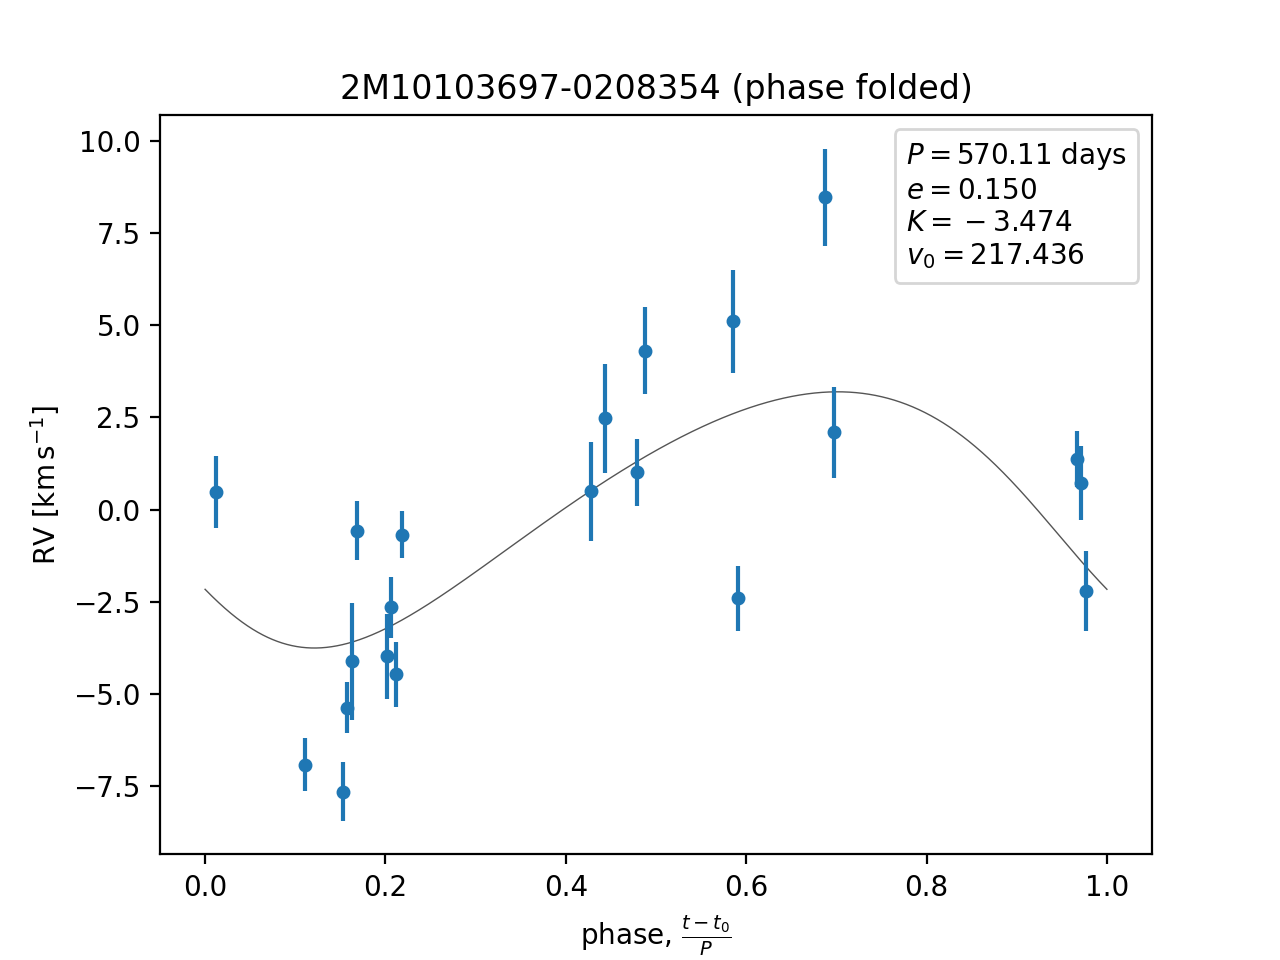 2M10103697-0208354 (phase folded)
P = 570.11 days
e = 0.150
K = −3.474
v₀ = 217.436
10.0
7.5
5.0
2.5
0.0
−2.5
−5.0
−7.5
RV [km s⁻¹]
0.0 0.2 0.4 0.6 0.8 1.0
phase, (t − t₀)/P